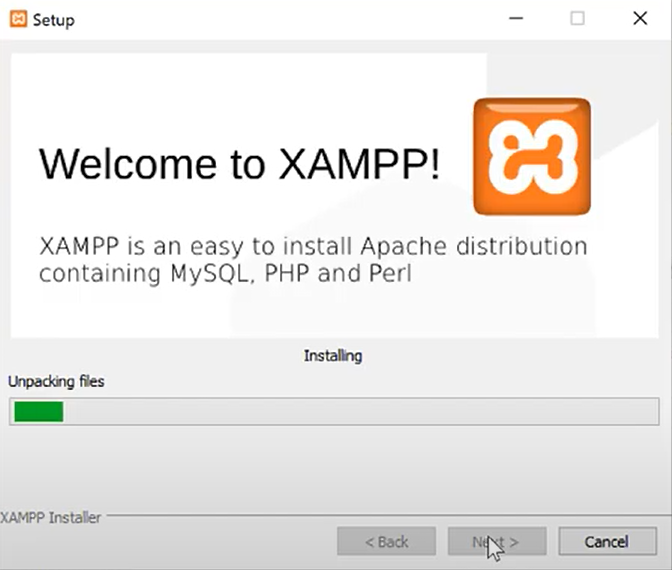 Setup
Welcome to XAMPP!
XAMPP is an easy to install Apache distribution
containing MySQL, PHP and Perl
Installing
Unpacking files
XAMPP Installer
< Back
Next >
Cancel